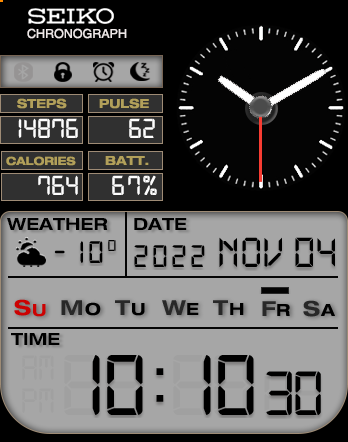 SEIKO
CHRONOGRAPH
STEPS PULSE
14876 62
CALORIES BATT.
764 67%
WEATHER DATE
-10° 2022 NOV 04
SU MO TU WE TH FR SA
TIME
AM
PM
10:10 30